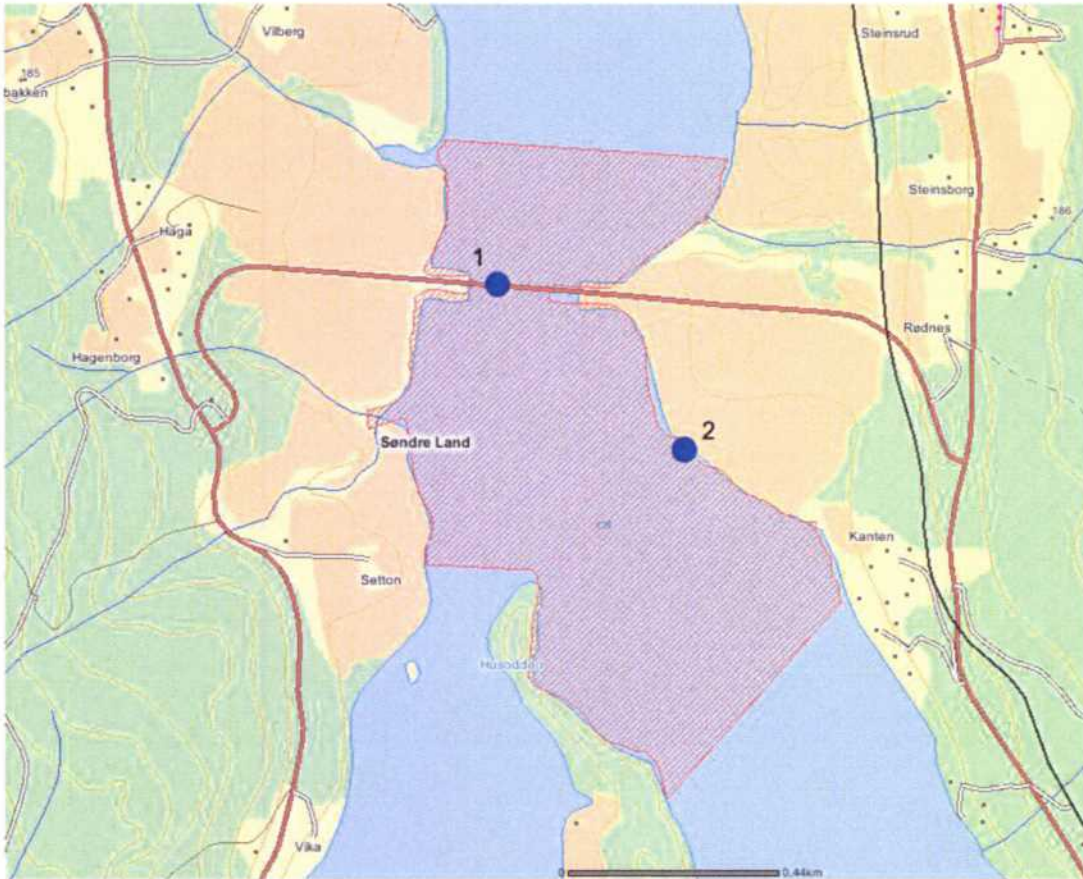 Vilberg
Steinsrud
185
bakken
Steinsborg
186
Haga
1
Rødnes
Hagenborg
2
Søndre Land
Kanten
Setton
Husodden
Vika
0
0.44km